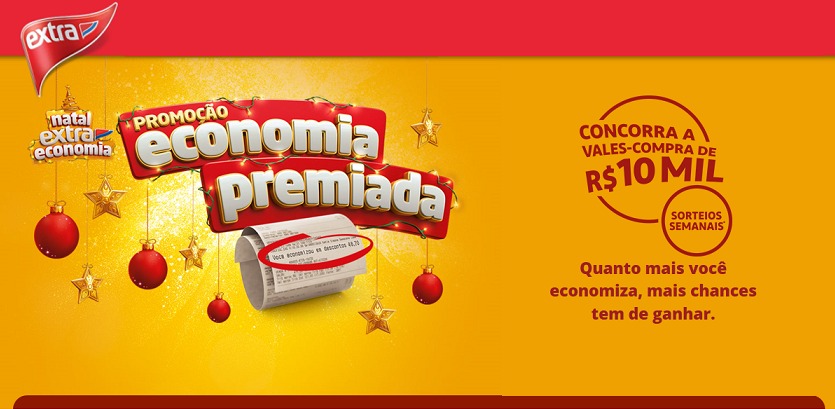 extra
natal
extra
economia
PROMOÇÃO
economia
premiada
Você economizou em descontos
CONCORRA A
VALES-COMPRA DE
R$10 MIL
SORTEIOS
SEMANAIS*
Quanto mais você
economiza, mais chances
tem de ganhar.